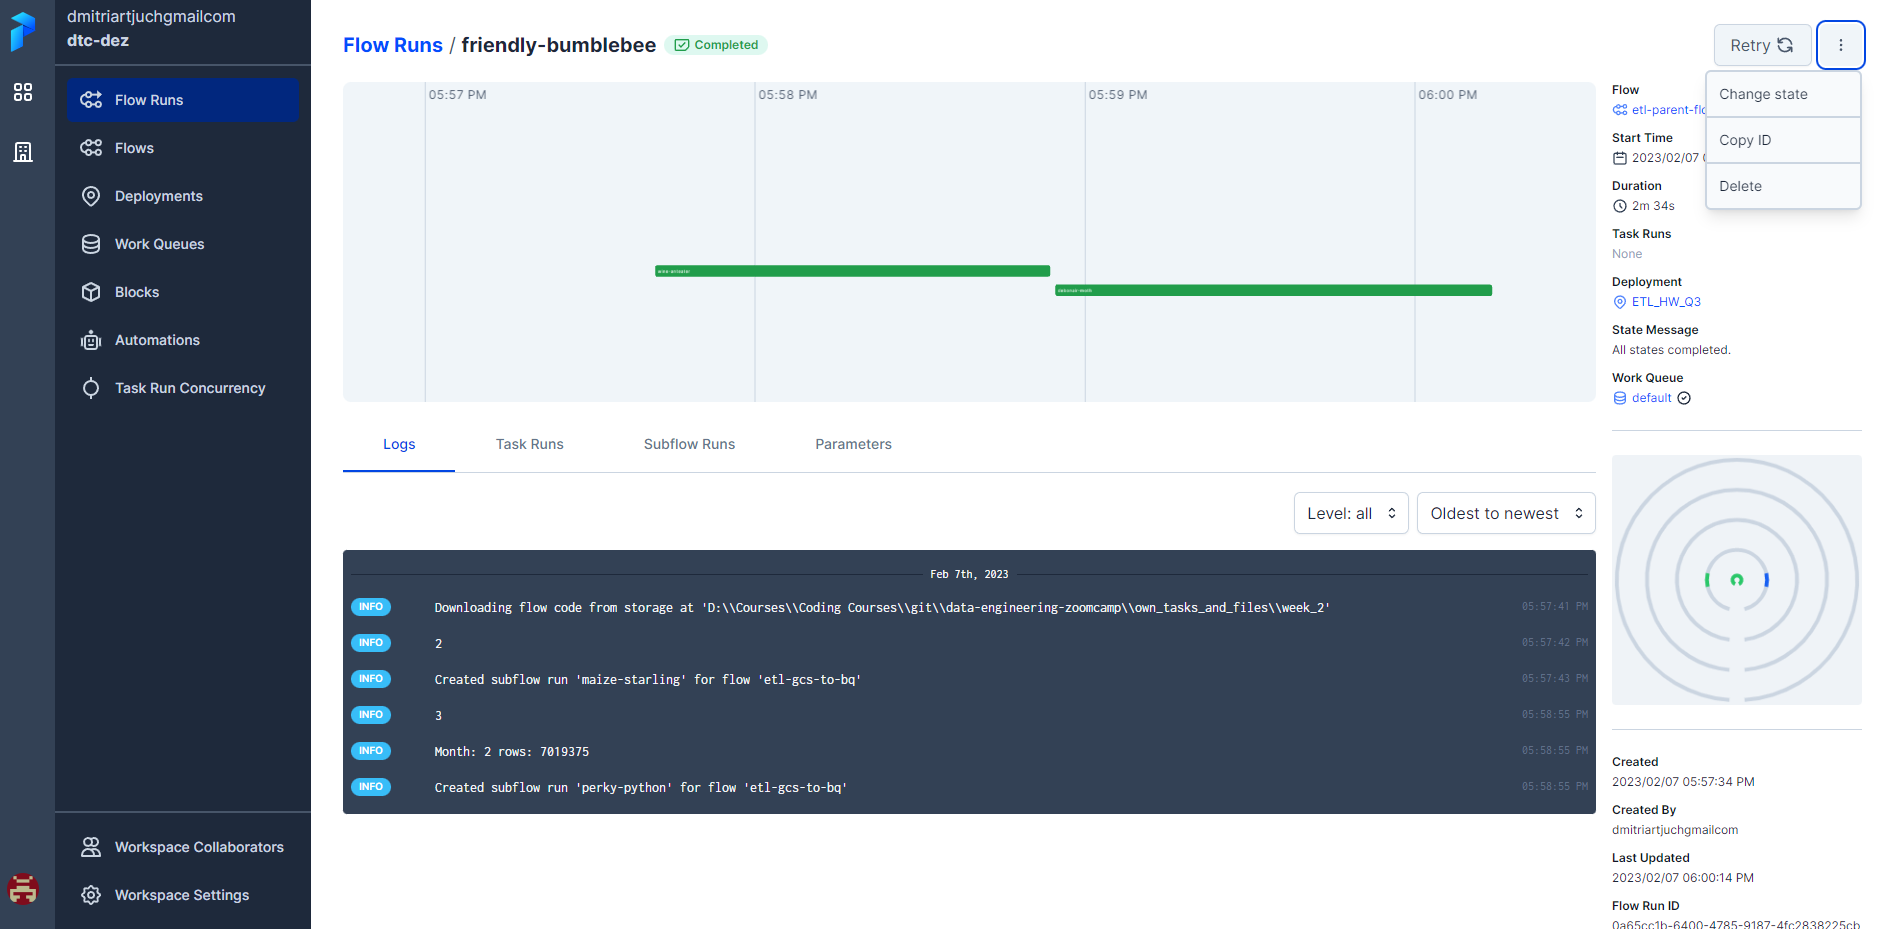 dmitriartjuchgmailcom
dtc-dez
Flow Runs
Flows
Deployments
Work Queues
Blocks
Automations
Task Run Concurrency
Workspace Collaborators
Workspace Settings
Flow Runs / friendly-bumblebee Completed
Retry
Change state
Copy ID
Delete
05:57 PM 05:58 PM 05:59 PM 06:00 PM
Logs Task Runs Subflow Runs Parameters
Level: all Oldest to newest
Feb 7th, 2023
INFO Downloading flow code from storage at 'D:\\Courses\\Coding Courses\\git\\data-engineering-zoomcamp\\own_tasks_and_files\\week_2' 05:57:41 PM
INFO 2 05:57:42 PM
INFO Created subflow run 'maize-starling' for flow 'etl-gcs-to-bq' 05:57:43 PM
INFO 3 05:58:55 PM
INFO Month: 2 rows: 7019375 05:58:55 PM
INFO Created subflow run 'perky-python' for flow 'etl-gcs-to-bq' 05:58:55 PM
Flow
etl-parent-flo
Start Time
2023/02/07
Duration
2m 34s
Task Runs
None
Deployment
ETL_HW_Q3
State Message
All states completed.
Work Queue
default
Created
2023/02/07 05:57:34 PM
Created By
dmitriartjuchgmailcom
Last Updated
2023/02/07 06:00:14 PM
Flow Run ID
0a65cc1b-6400-4785-9187-4fc2838225cb